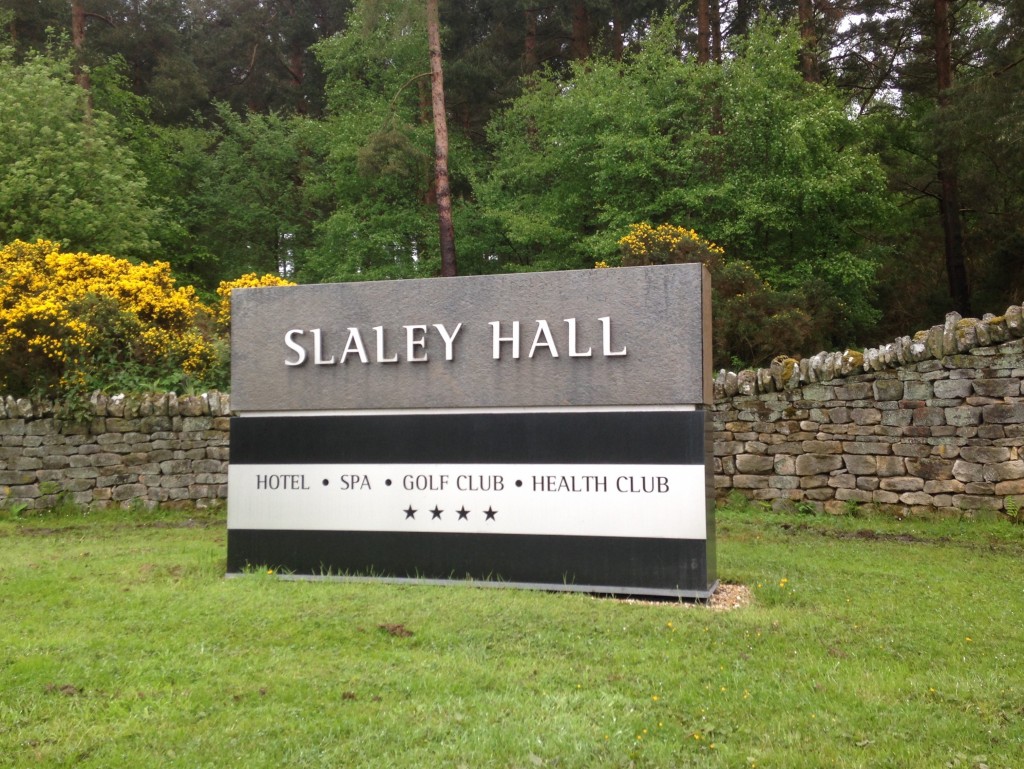 SLALEY HALL
HOTEL • SPA • GOLF CLUB • HEALTH CLUB
★ ★ ★ ★